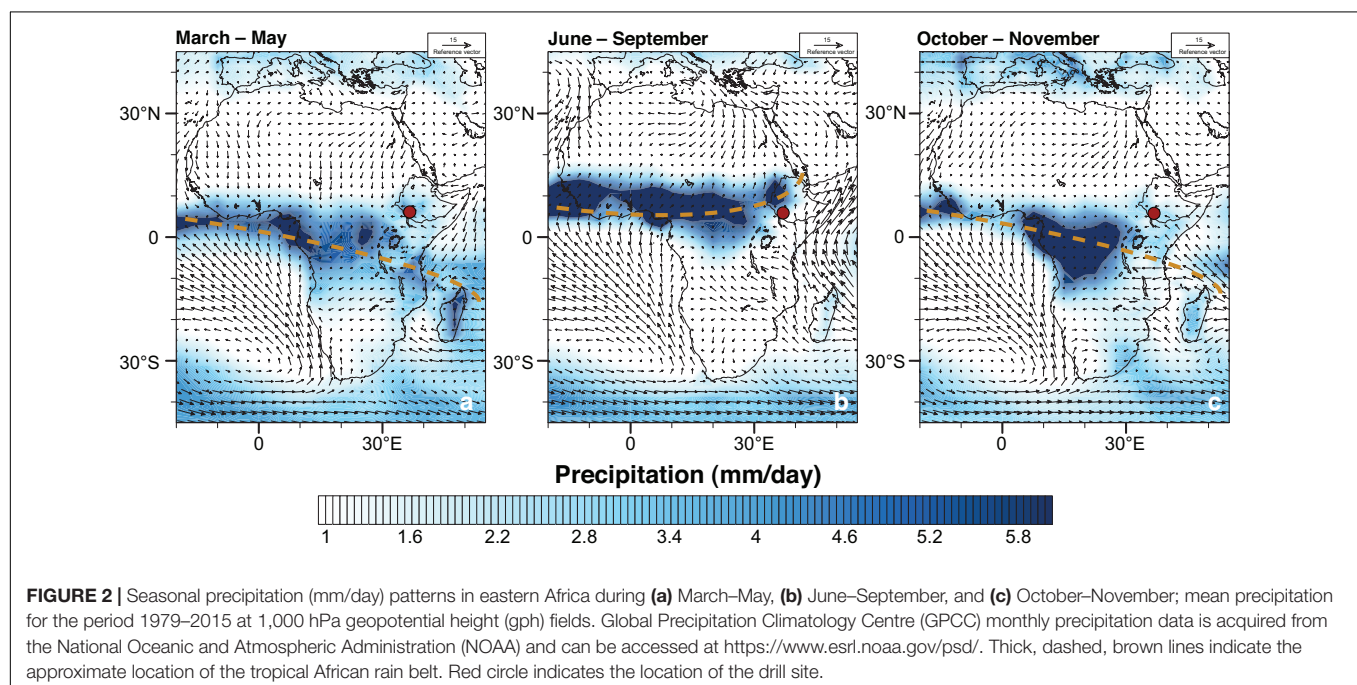 March – May
15
Reference vector
June – September
15
Reference vector
October – November
15
Reference vector
30°N
0
30°S
0
30°E
a
30°N
0
30°S
0
30°E
b
30°N
0
30°S
0
30°E
c
Precipitation (mm/day)
1 1.6 2.2 2.8 3.4 4 4.6 5.2 5.8
FIGURE 2 | Seasonal precipitation (mm/day) patterns in eastern Africa during (a) March–May, (b) June–September, and (c) October–November; mean precipitation
for the period 1979–2015 at 1,000 hPa geopotential height (gph) fields. Global Precipitation Climatology Centre (GPCC) monthly precipitation data is acquired from
the National Oceanic and Atmospheric Administration (NOAA) and can be accessed at https://www.esrl.noaa.gov/psd/. Thick, dashed, brown lines indicate the
approximate location of the tropical African rain belt. Red circle indicates the location of the drill site.